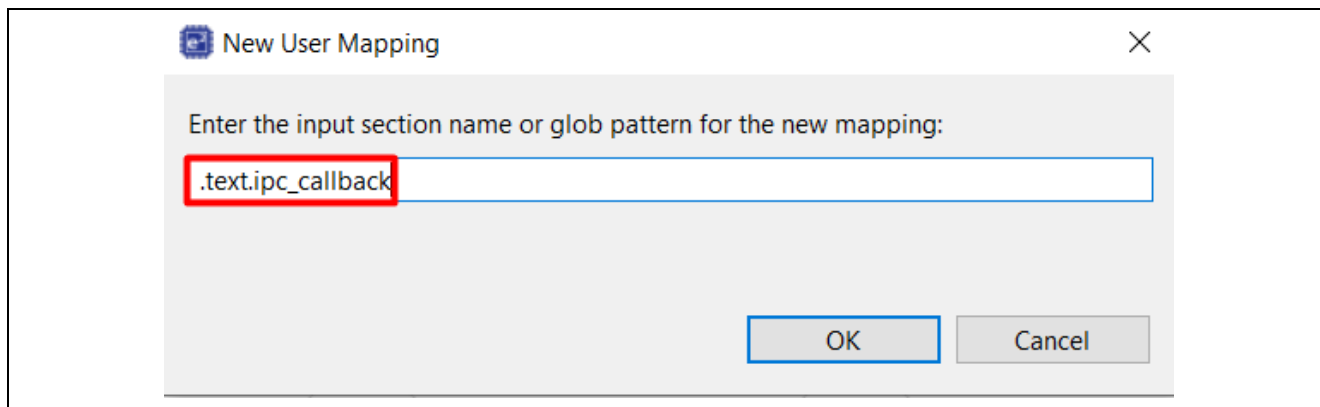 New User Mapping
Enter the input section name or glob pattern for the new mapping:
.text.ipc_callback
OK Cancel